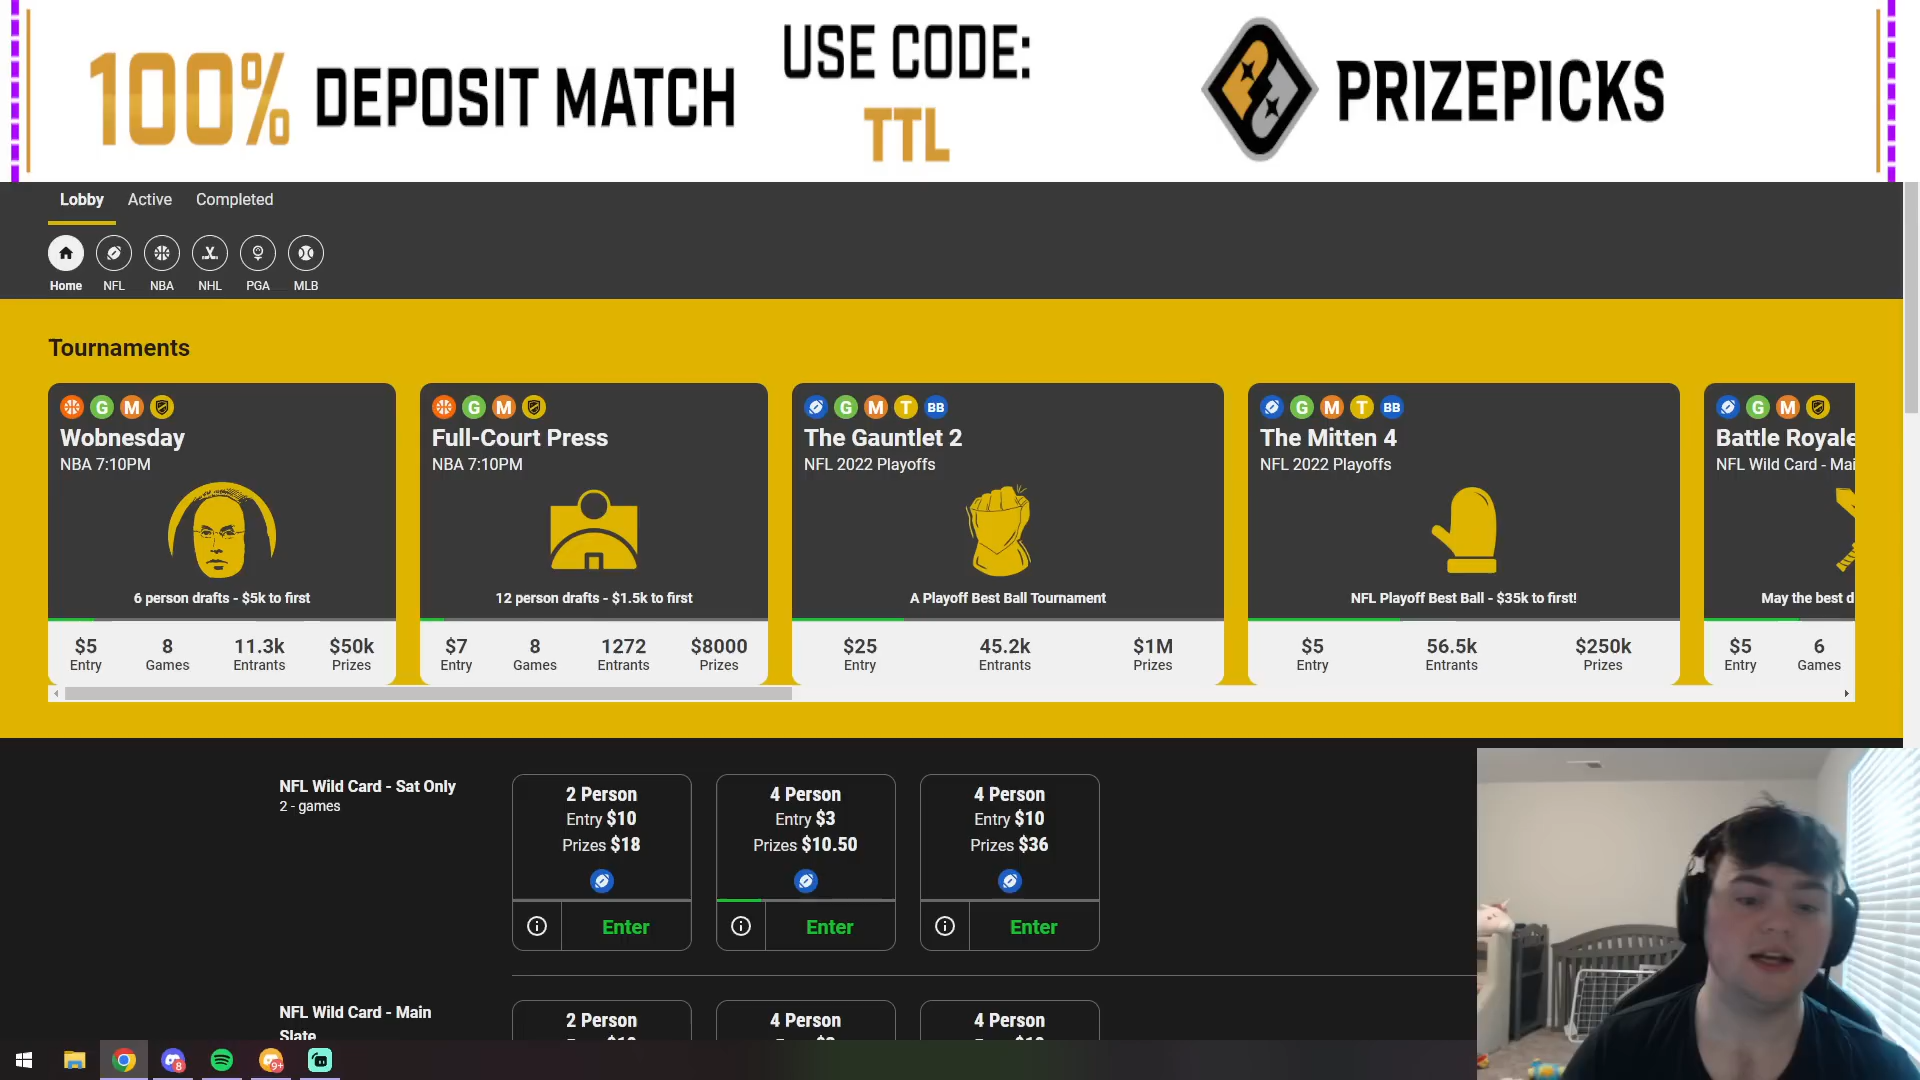 100% DEPOSIT MATCH
USE CODE:
TTL
PRIZEPICKS
Lobby Active Completed
Home NFL NBA NHL PGA MLB
Tournaments
G M
Wobnesday
NBA 7:10PM
6 person drafts - $5k to first
$5 8 11.3k $50k
Entry Games Entrants Prizes
G M
Full-Court Press
NBA 7:10PM
12 person drafts - $1.5k to first
$7 8 1272 $8000
Entry Games Entrants Prizes
G M T BB
The Gauntlet 2
NFL 2022 Playoffs
A Playoff Best Ball Tournament
$25 45.2k $1M
Entry Entrants Prizes
G M T BB
The Mitten 4
NFL 2022 Playoffs
NFL Playoff Best Ball - $35k to first!
$5 56.5k $250k
Entry Entrants Prizes
G M
Battle Royale
NFL Wild Card - Mai
May the best d
$5 6
Entry Games
NFL Wild Card - Sat Only
2 - games
2 Person
Entry $10
Prizes $18
Enter
4 Person
Entry $3
Prizes $10.50
Enter
4 Person
Entry $10
Prizes $36
Enter
NFL Wild Card - Main
Slate
2 Person
4 Person
4 Person
8
9+